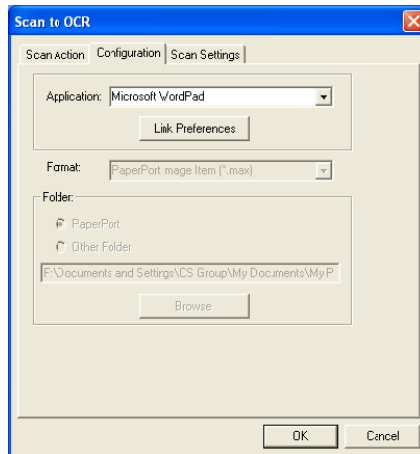 Scan to OCR
Scan Action Configuration Scan Settings
Application: Microsoft WordPad
Link Preferences
Format: PaperPort mage Item (*.max)
Folder:
PaperPort
Other Folder
F:\Documents and Settings\CS Group\My Documents\My P
Browse
OK Cancel